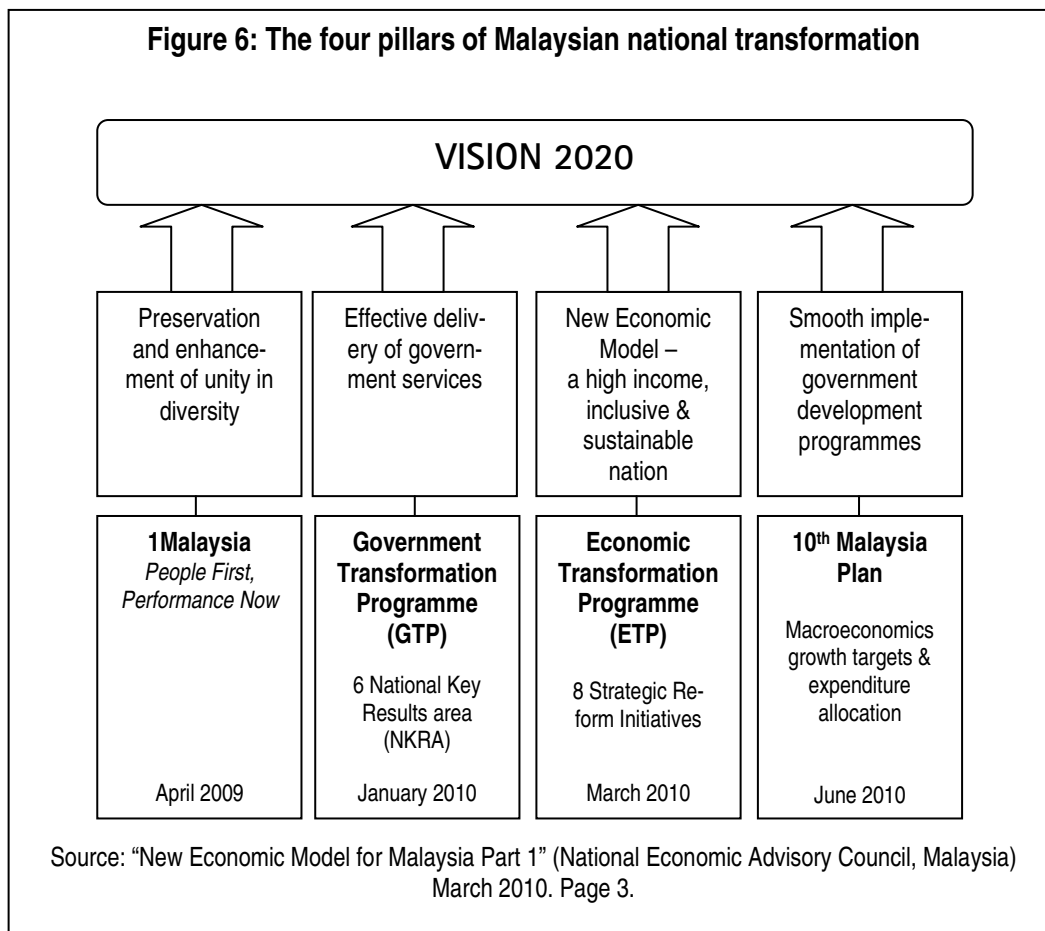 Figure 6: The four pillars of Malaysian national transformation
VISION 2020
Preservation
and enhance-
ment of unity in
diversity
Effective deliv-
ery of govern-
ment services
New Economic
Model –
a high income,
inclusive &
sustainable
nation
Smooth imple-
mentation of
government
development
programmes
1Malaysia
People First,
Performance Now
April 2009
Government
Transformation
Programme
(GTP)
6 National Key
Results area
(NKRA)
January 2010
Economic
Transformation
Programme
(ETP)
8 Strategic Re-
form Initiatives
March 2010
10th Malaysia
Plan
Macroeconomics
growth targets &
expenditure
allocation
June 2010
Source: “New Economic Model for Malaysia Part 1” (National Economic Advisory Council, Malaysia)
March 2010. Page 3.